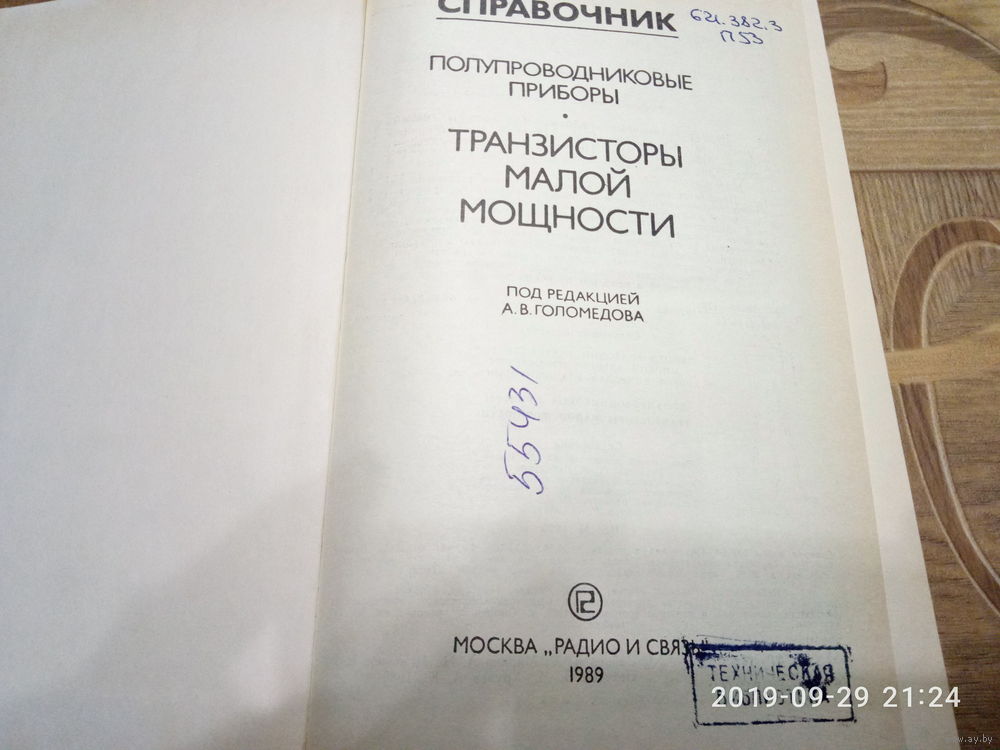 СПРАВОЧНИК
621.382.3
П53
ПОЛУПРОВОДНИКОВЫЕ
ПРИБОРЫ
•
ТРАНЗИСТОРЫ
МАЛОЙ
МОЩНОСТИ
ПОД РЕДАКЦИЕЙ
А. В. ГОЛОМЕДОВА
55431
МОСКВА „РАДИО И СВЯЗЬ"
1989
ТЕХНИЧЕСКАЯ
2019-09-29 21:24